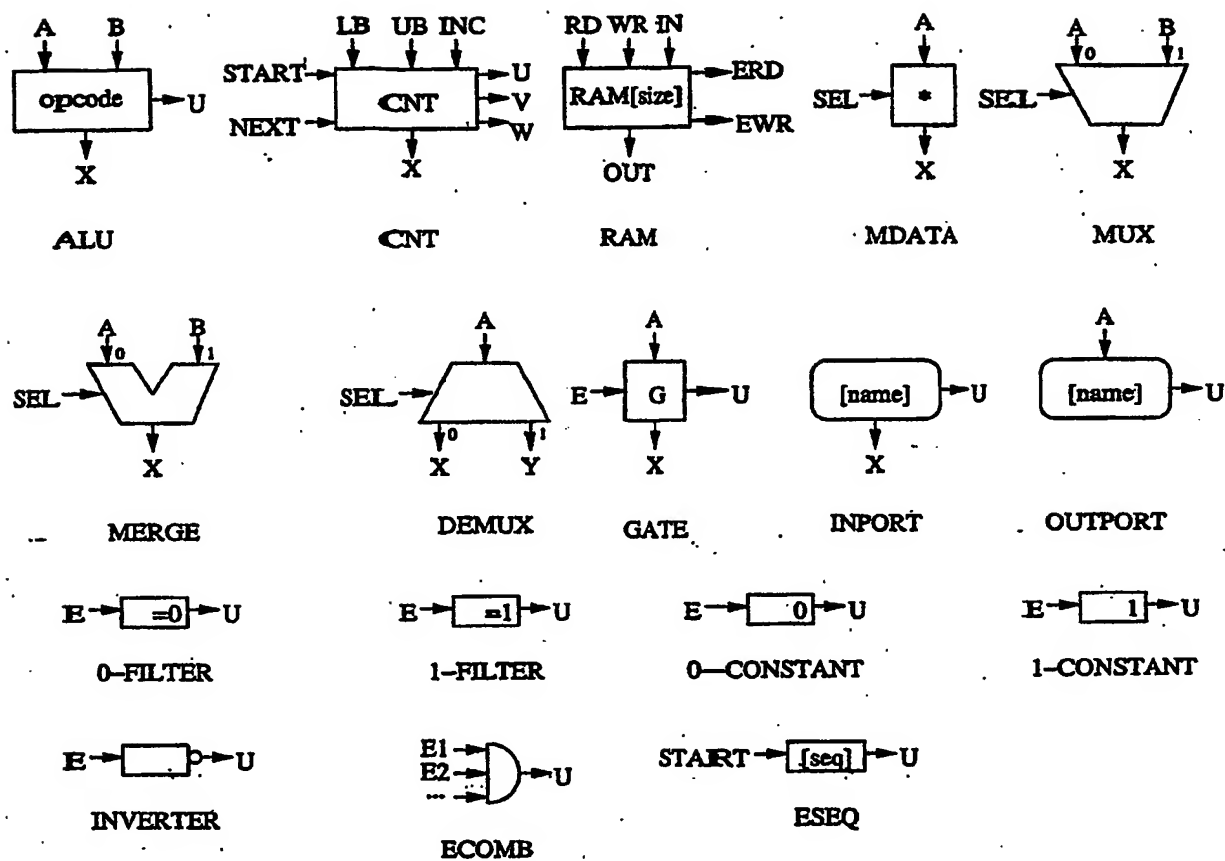 A B
opcode
U
X
ALU
LB UB INC
START
NEXT
CNT
U
V
W
X
CNT
RD WR IN
RAM[size]
ERD
EWR
OUT
RAM
A
SEL
*
X
MDATA
A B
0 1
SEL
X
MUX
A B
0 1
SEL
X
MERGE
A
SEL
0 1
X Y
DEMUX
A
E G U
X
GATE
[name] U
X
INPORT
A
[name] U
OUTPORT
E =0 U
0-FILTER
E =1 U
1-FILTER
E 0 U
0—CONSTANT
E 1 U
1-CONSTANT
E U
INVERTER
E1
E2
...
U
ECOMB
START [seq] U
ESEQ